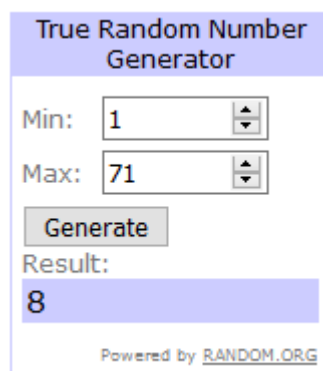 True Random Number
Generator
Min: 1
Max: 71
Generate
Result:
8
Powered by RANDOM.ORG